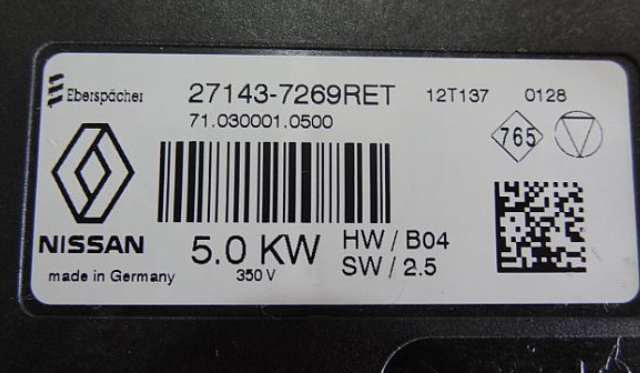 Eberspächer 27143-7269RET 12T137 0128
71.030001.0500
765
NISSAN 5.0 KW HW / B04
made in Germany 350 V SW / 2.5